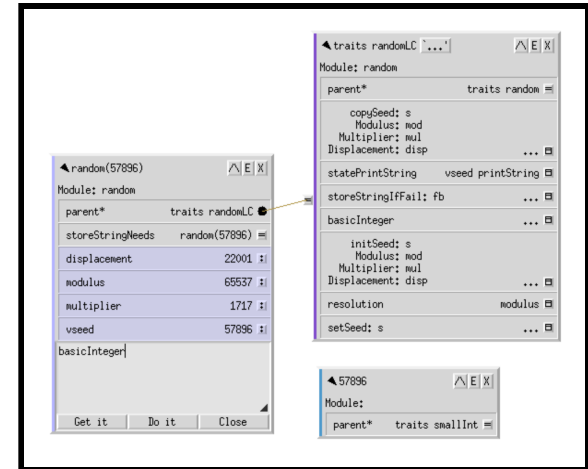 random(57896)
E X
Module: random
parent* traits randomLC
storeStringNeeds random(57896) =
displacement 22001 :
modulus 65537 :
multiplier 1717 :
vseed 57896 :
basicInteger
Get it Do it Close
traits randomLC `...'
E X
Module: random
parent* traits random =
copySeed: s
Modulus: mod
Multiplier: mul
Displacement: disp ...
statePrintString vseed printString
storeStringIfFail: fb ...
basicInteger ...
initSeed: s
Modulus: mod
Multiplier: mul
Displacement: disp ...
resolution modulus
setSeed: s ...
57896
E X
Module:
parent* traits smallInt =